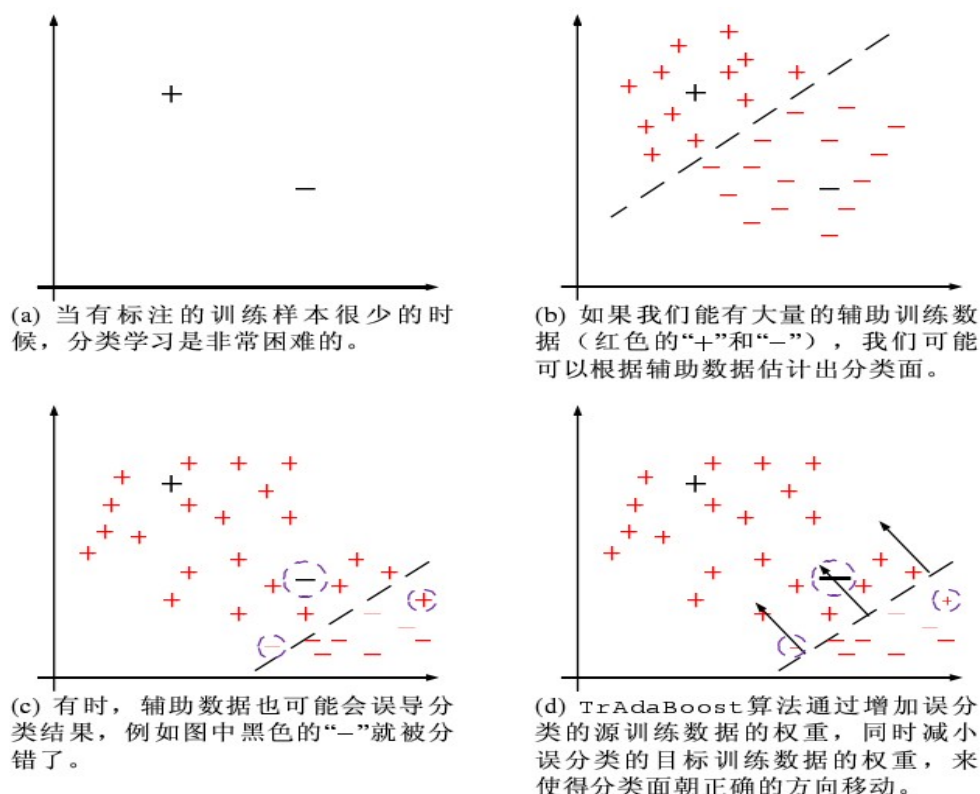 (a) 当有标注的训练样本很少的时
候，分类学习是非常困难的。
(b) 如果我们能有大量的辅助训练数
据（红色的“+”和“−”），我们可能
可以根据辅助数据估计出分类面。
(c) 有时，辅助数据也可能会误导分
类结果，例如图中黑色的“−”就被分
错了。
(d) TrAdaBoost算法通过增加误分
类的源训练数据的权重，同时减小
误分类的目标训练数据的权重，来
使得分类面朝正确的方向移动。